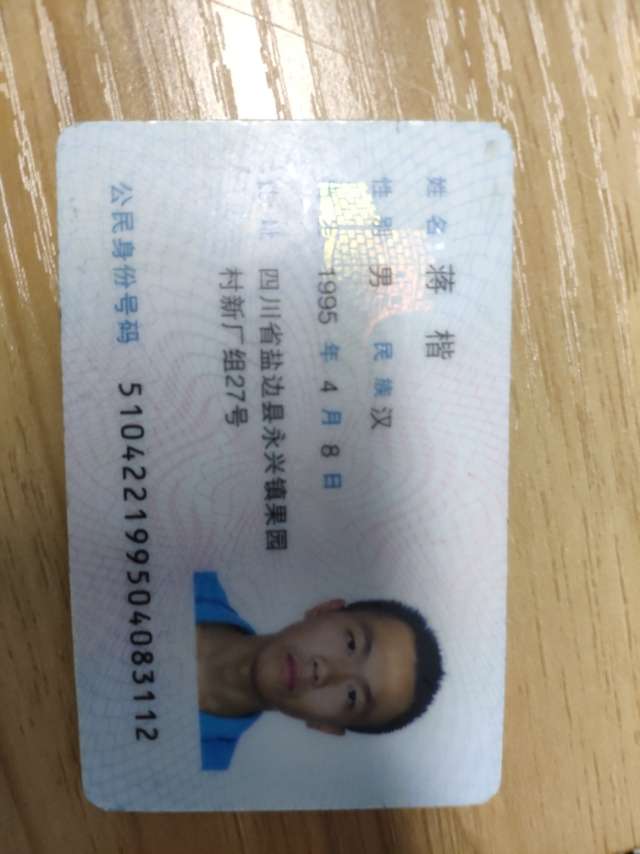 姓名 蒋楷
性别 男 民族 汉
1995 年 4 月 8 日
住址 四川省盐边县永兴镇果园
村新厂组27号
公民身份号码 510422199504083112